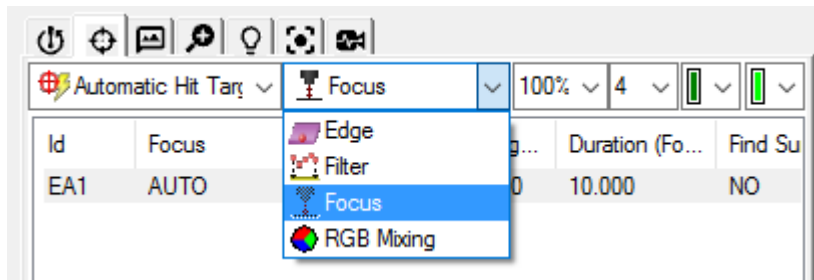 Automatic Hit Targ Focus 100% 4
Id Focus g... Duration (Fo... Find Su
EA1 AUTO 0 10.000 NO
Edge
Filter
Focus
RGB Mixing